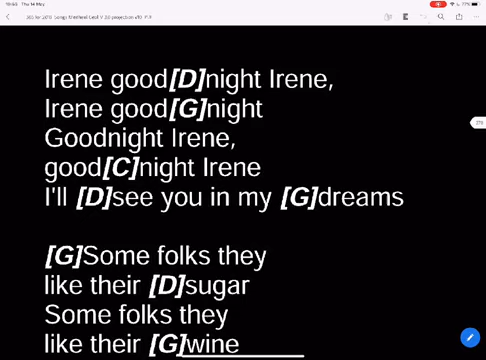 Irene good[D]night Irene,
Irene good[G]night
Goodnight Irene,
good[C]night Irene
I'll [D]see you in my [G]dreams
[G]Some folks they
like their [D]sugar
Some folks they
like their [G]wine